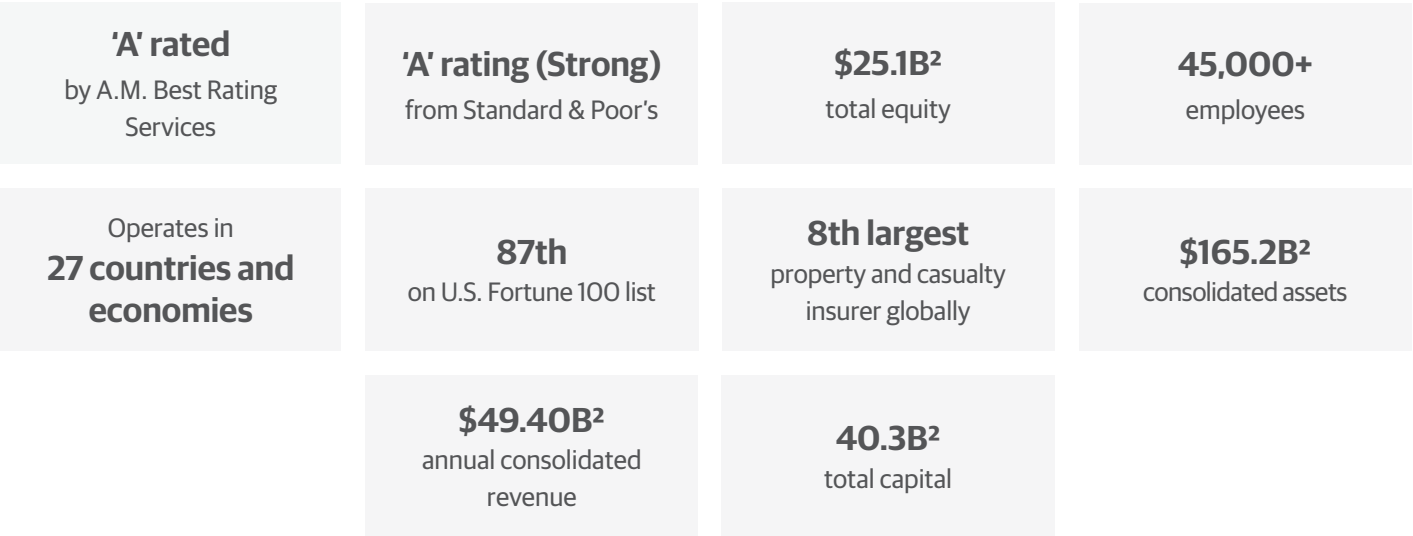 ‘A’ rated
by A.M. Best Rating
Services
‘A’ rating (Strong)
from Standard & Poor’s
$25.1B²
total equity
45,000+
employees
Operates in
27 countries and
economies
87th
on U.S. Fortune 100 list
8th largest
property and casualty
insurer globally
$165.2B²
consolidated assets
$49.40B²
annual consolidated
revenue
40.3B²
total capital